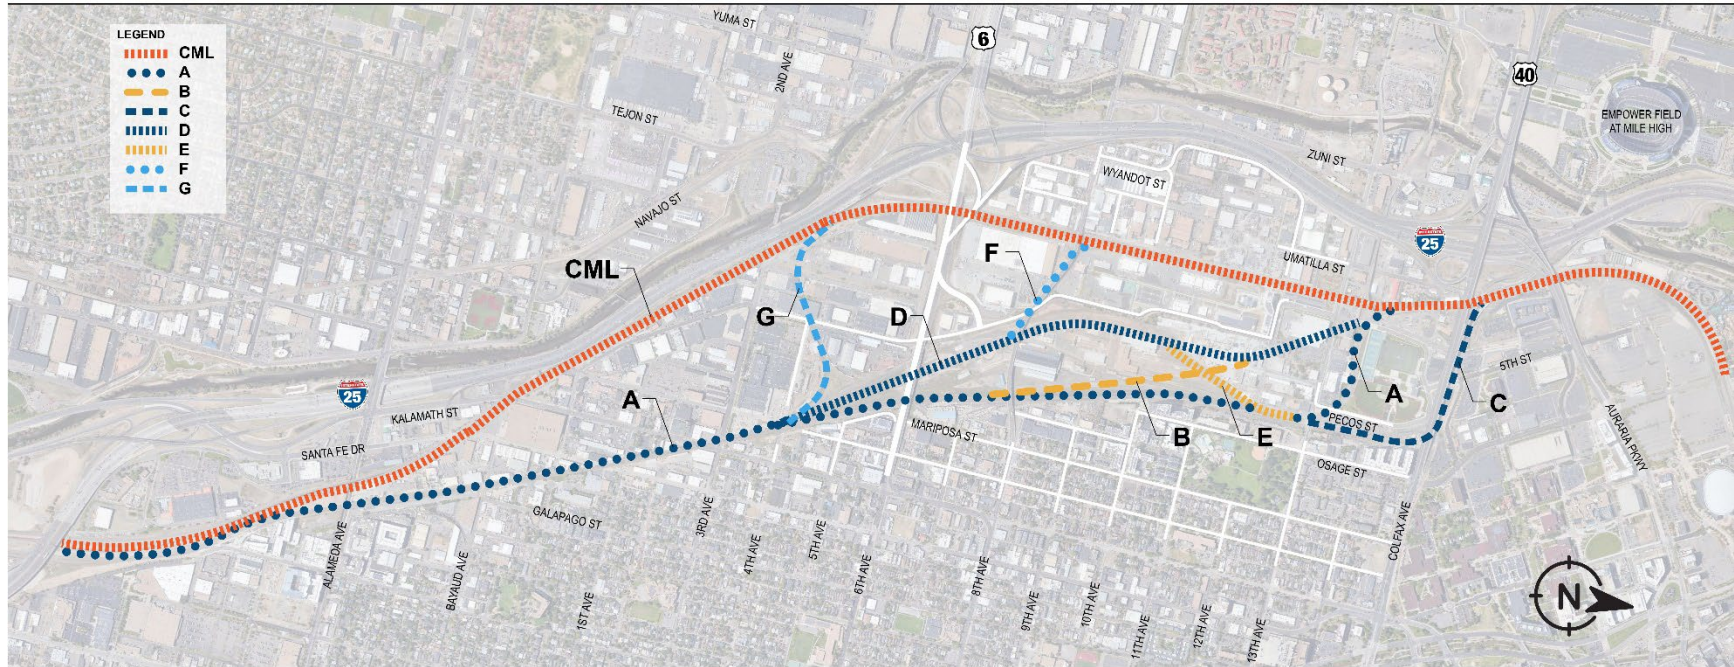 LEGEND
CML
A
B
C
D
E
F
G
YUMA ST
2ND AVE
6
40
TEJON ST
EMPOWER FIELD
AT MILE HIGH
ZUNI ST
WYANDOT ST
NAVAJO ST
25
UMATILLA ST
CML
F
G
D
5TH ST
25
KALAMATH ST
A
A
C
SANTA FE DR
MARIPOSA ST
B
E
PECOS ST
AURARIA PKWY
OSAGE ST
GALAPAGO ST
3RD AVE
4TH AVE
5TH AVE
6TH AVE
8TH AVE
9TH AVE
10TH AVE
11TH AVE
12TH AVE
13TH AVE
COLFAX AVE
ALAMEDA AVE
BAYAUD AVE
1ST AVE
N